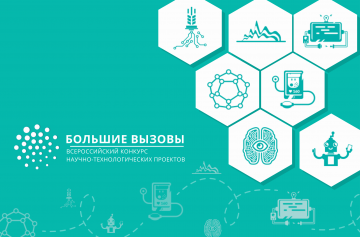 БОЛЬШИЕ ВЫЗОВЫ
ВСЕРОССИЙСКИЙ КОНКУРС
НАУЧНО-ТЕХНОЛОГИЧЕСКИХ ПРОЕКТОВ